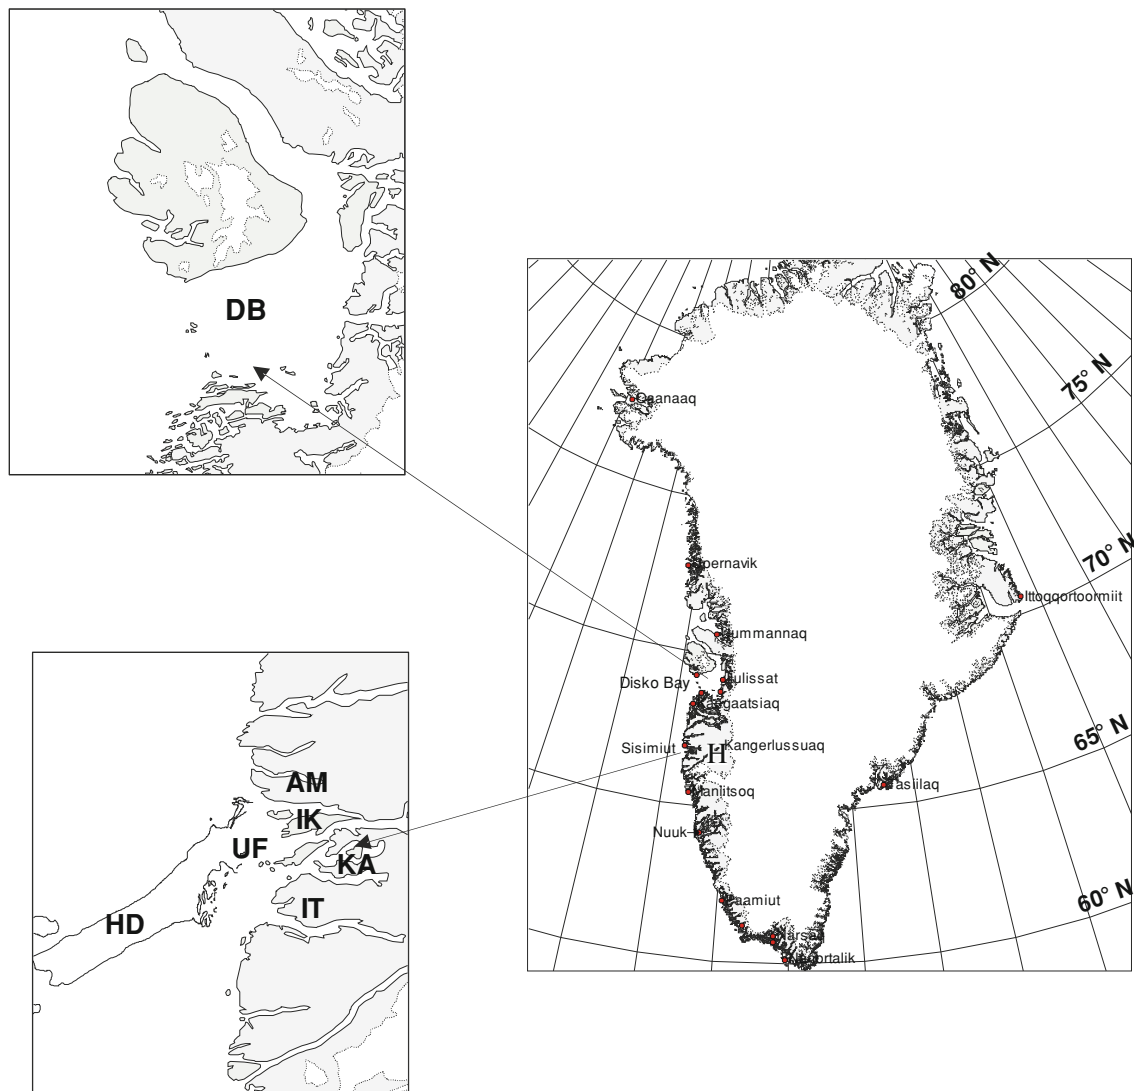 DB
80° N
75° N
Qaanaaq
70° N
Upernavik
Ittoqqortoormiit
Uummannaq
Disko Bay
Ilulissat
Kangaatsiaq
65° N
Sisimiut
H
Kangerlussuaq
Maniitsoq
Tasiilaq
Nuuk
60° N
Paamiut
Nanortalik
AM
IK
UF
KA
HD
IT